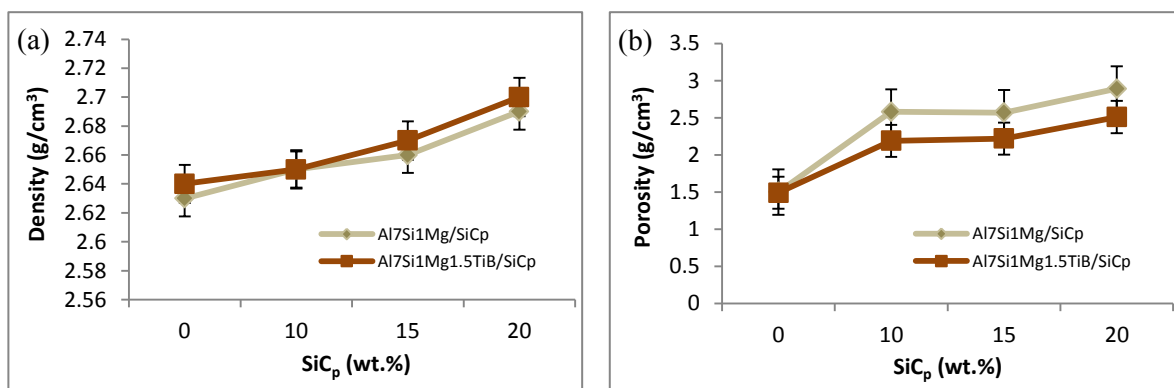 (a)
2.74
2.72
2.7
2.68
2.66
2.64
2.62
2.6
2.58
2.56
Density (g/cm³)
Al7Si1Mg/SiCp
Al7Si1Mg1.5TiB/SiCp
0 10 15 20
SiCp (wt.%)
(b)
3.5
3
2.5
2
1.5
1
0.5
0
Porosity (g/cm³)
Al7Si1Mg/SiCp
Al7Si1Mg1.5TiB/SiCp
0 10 15 20
SiCp (wt.%)